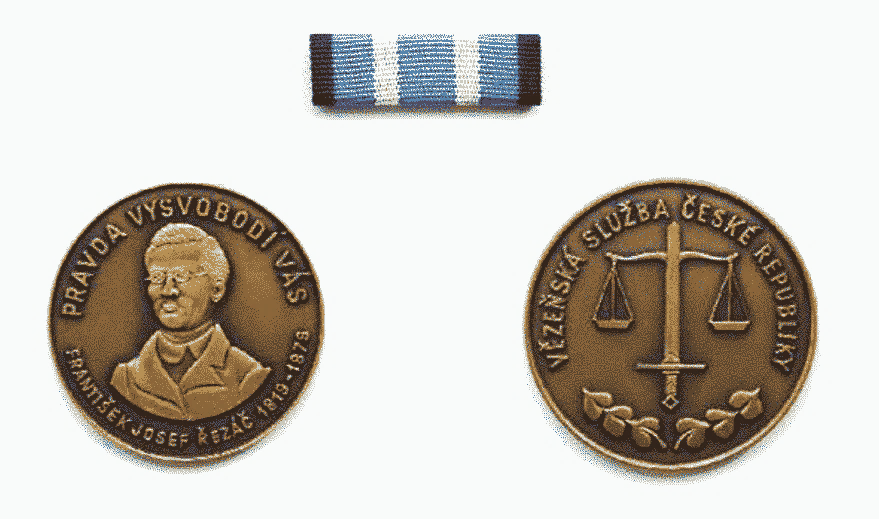 PRAVDA VYSVOBODÍ VÁS
FRANTIŠEK JOSEF ŘEZÁČ 1819-1879
VĚZEŇSKÁ SLUŽBA ČESKÉ REPUBLIKY